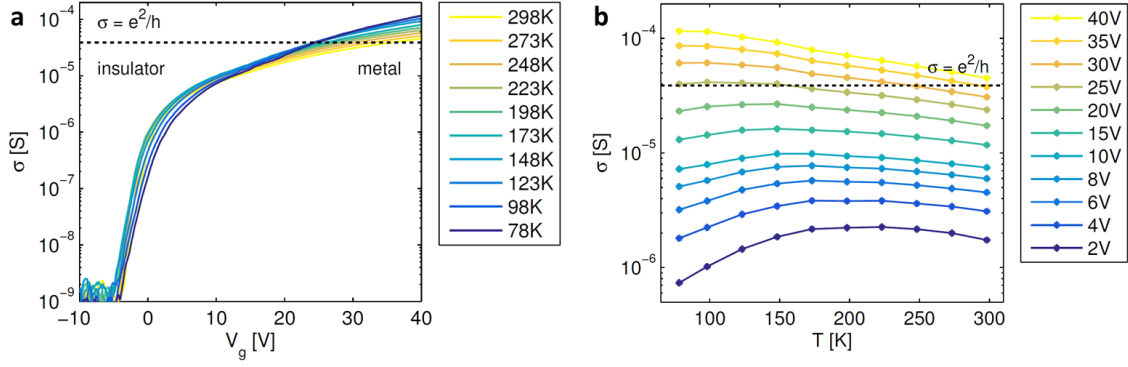 a
σ = e²/h
insulator
metal
σ [S]
10⁻⁴
10⁻⁵
10⁻⁶
10⁻⁷
10⁻⁸
10⁻⁹
−10
0
10
20
30
40
V_g [V]
298K
273K
248K
223K
198K
173K
148K
123K
98K
78K
b
σ = e²/h
σ [S]
10⁻⁴
10⁻⁵
10⁻⁶
100
150
200
250
300
T [K]
40V
35V
30V
25V
20V
15V
10V
8V
6V
4V
2V